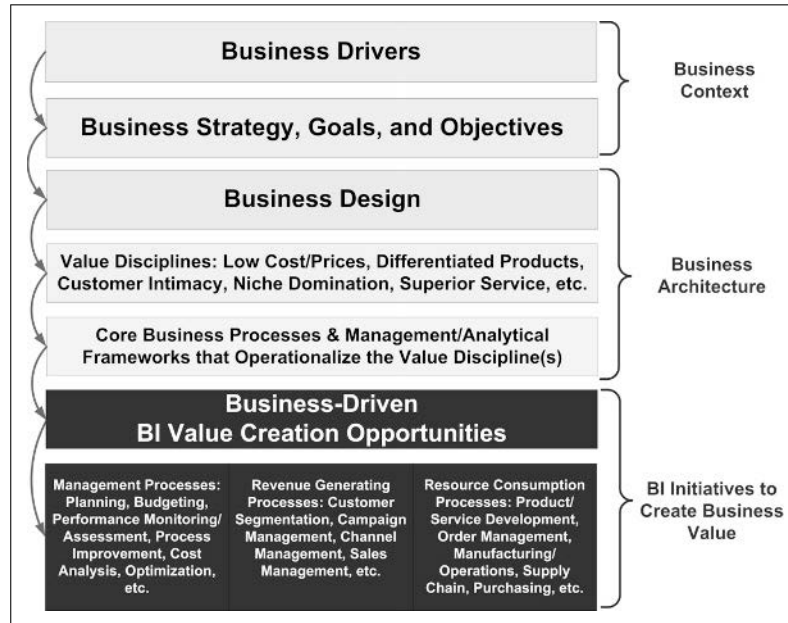 Business Drivers
Business
Context
Business Strategy, Goals, and Objectives
Business Design
Value Disciplines: Low Cost/Prices, Differentiated Products,
Customer Intimacy, Niche Domination, Superior Service, etc.
Business
Architecture
Core Business Processes & Management/Analytical
Frameworks that Operationalize the Value Discipline(s)
Business-Driven
BI Value Creation Opportunities
Management Processes:
Planning, Budgeting,
Performance Monitoring/
Assessment, Process
Improvement, Cost
Analysis, Optimization,
etc.
Revenue Generating
Processes: Customer
Segmentation, Campaign
Management, Channel
Management, Sales
Management, etc.
Resource Consumption
Processes: Product/
Service Development,
Order Management,
Manufacturing/
Operations, Supply
Chain, Purchasing, etc.
BI Initiatives to
Create Business
Value